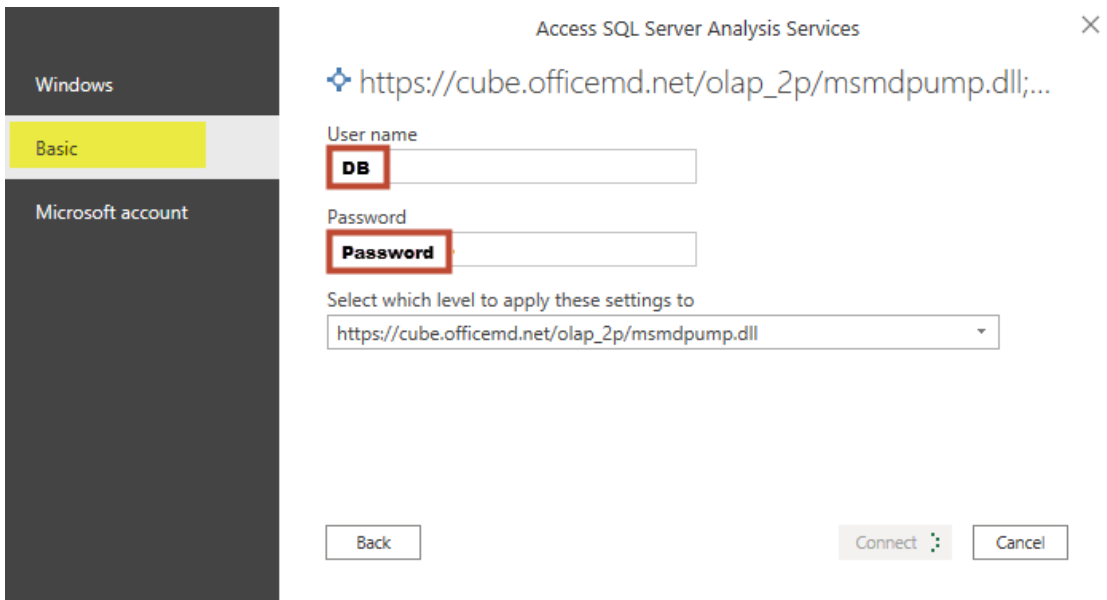 Access SQL Server Analysis Services
Windows
Basic
Microsoft account
https://cube.officemd.net/olap_2p/msmdpump.dll;...
User name
DB
Password
Password
Select which level to apply these settings to
https://cube.officemd.net/olap_2p/msmdpump.dll
Back
Connect
Cancel